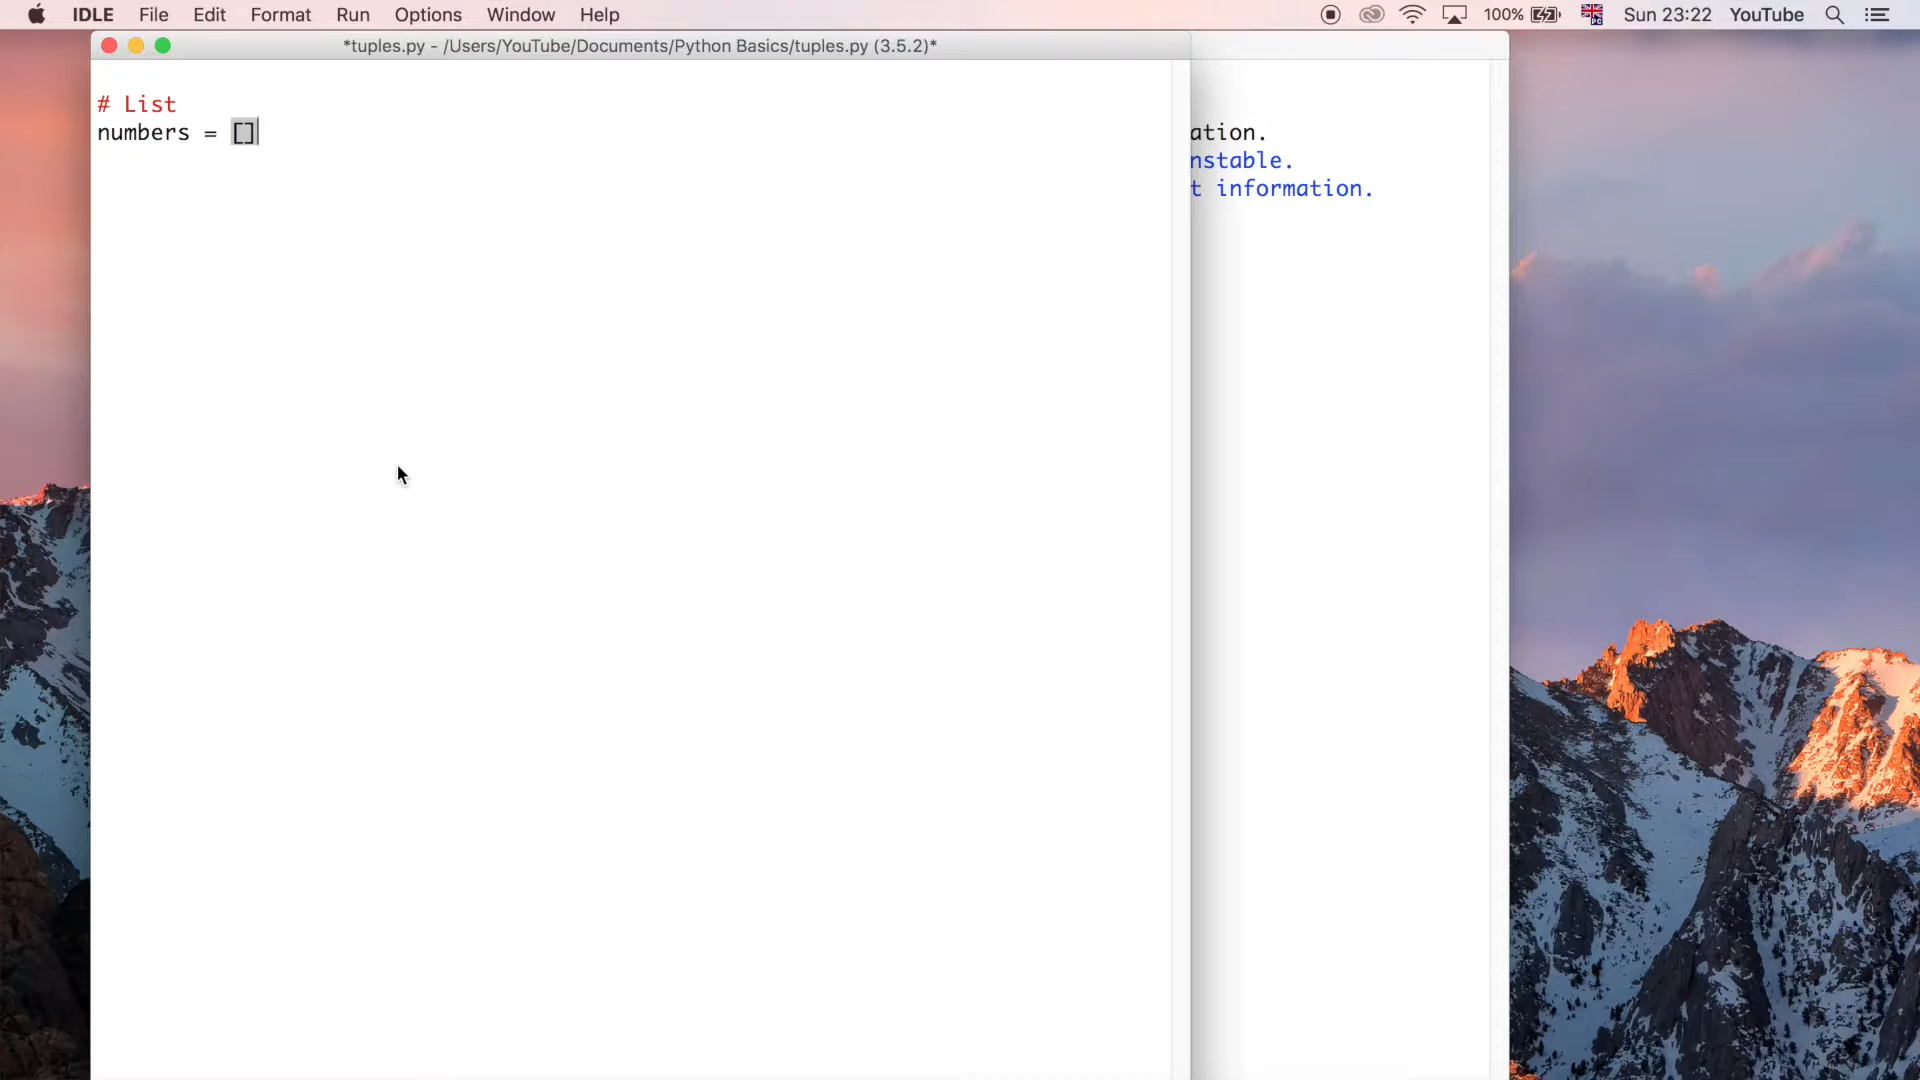 IDLE File Edit Format Run Options Window Help 100% Sun 23:22 YouTube
*tuples.py - /Users/YouTube/Documents/Python Basics/tuples.py (3.5.2)*
# List
numbers = []
ation.
nstable.
t information.